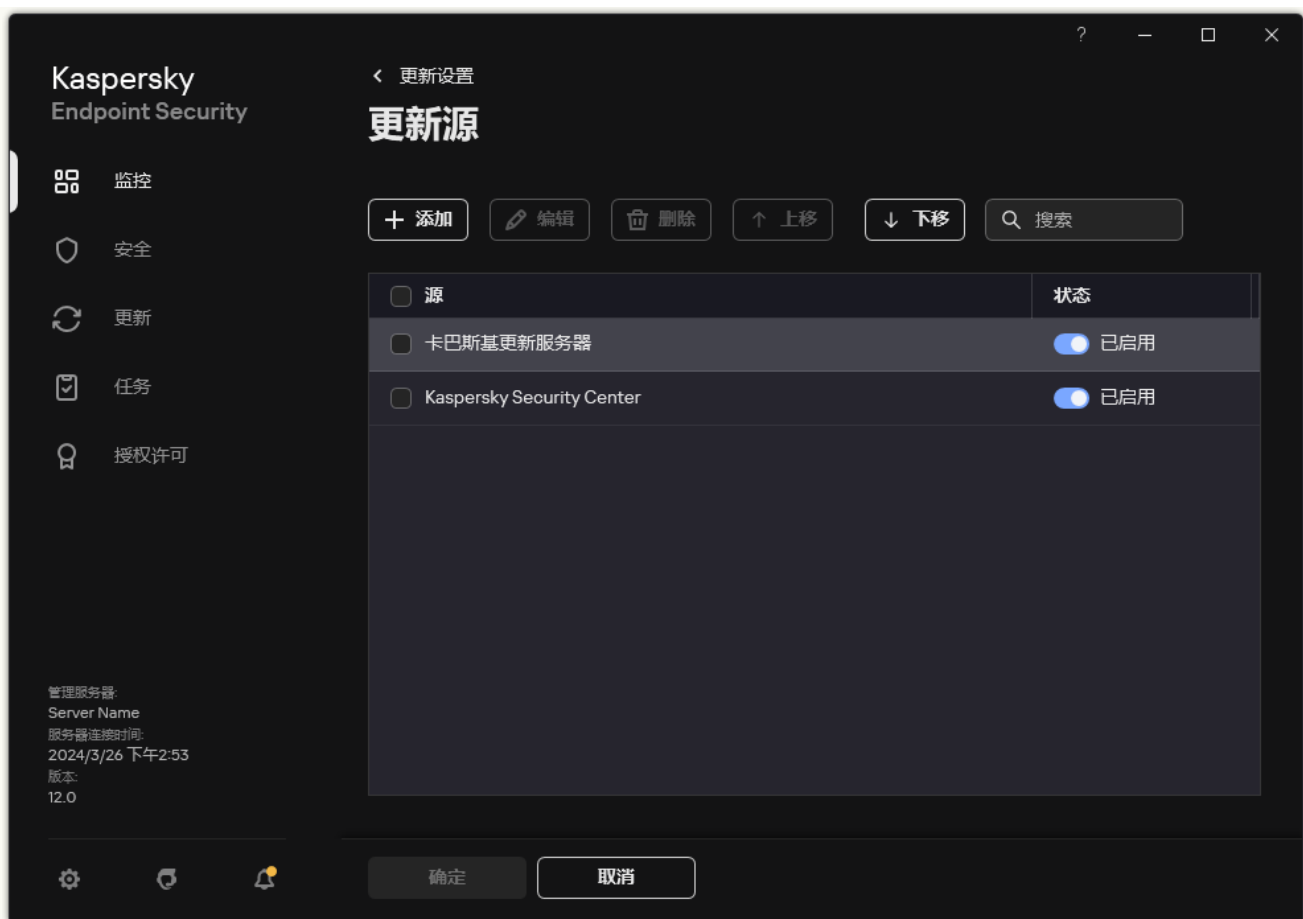 ?
Kaspersky
Endpoint Security
更新设置
更新源
监控
安全
更新
任务
授权许可
添加 编辑 删除 上移 下移 搜索
源 状态
卡巴斯基更新服务器 已启用
Kaspersky Security Center 已启用
管理服务器:
Server Name
服务器连接时间:
2024/3/26 下午2:53
版本:
12.0
确定 取消